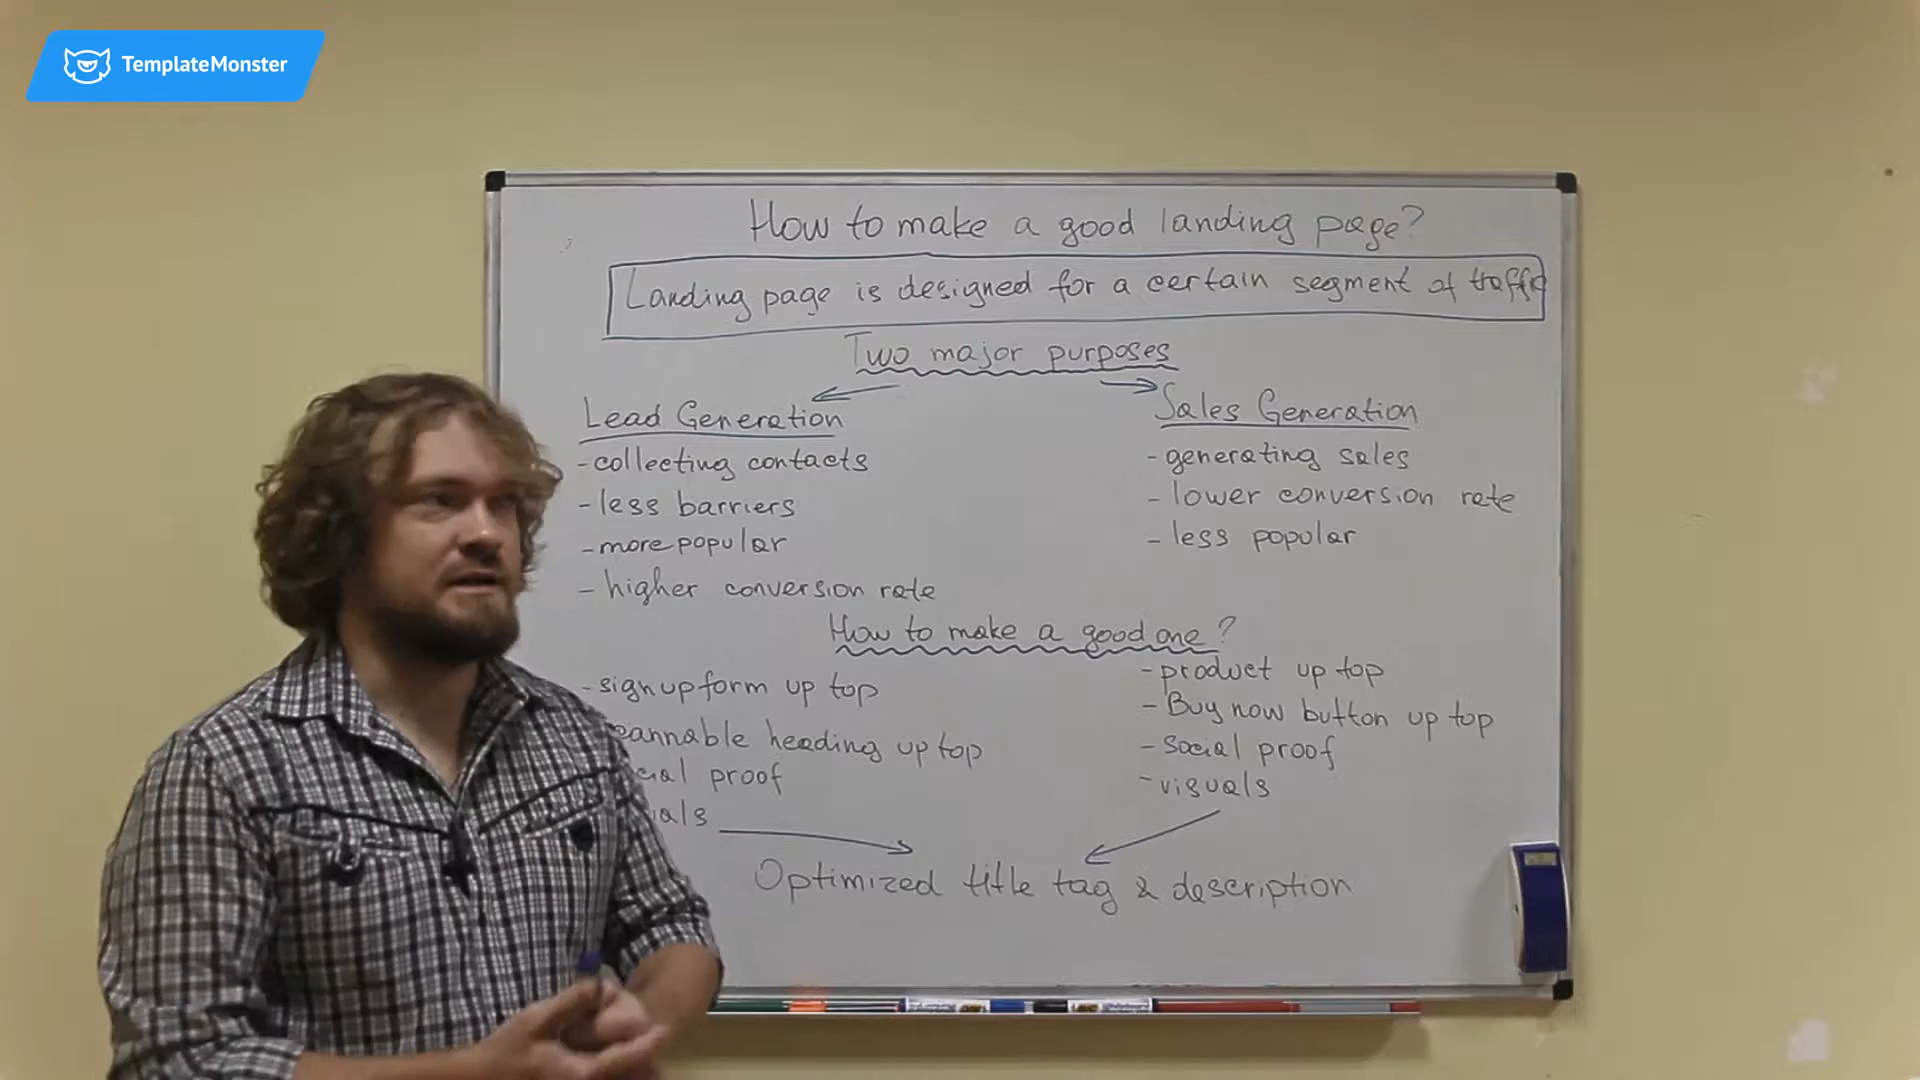 TemplateMonster
How to make a good landing page?
Landing page is designed for a certain segment of traffic
Two major purposes
Lead Generation
- collecting contacts
- less barriers
- more popular
- higher conversion rate
Sales Generation
- generating sales
- lower conversion rate
- less popular
How to make a good one?
- sign up form up top
heading up top
proof
- product up top
- Buy now button up top
- social proof
- visuals
Optimized title tag & description